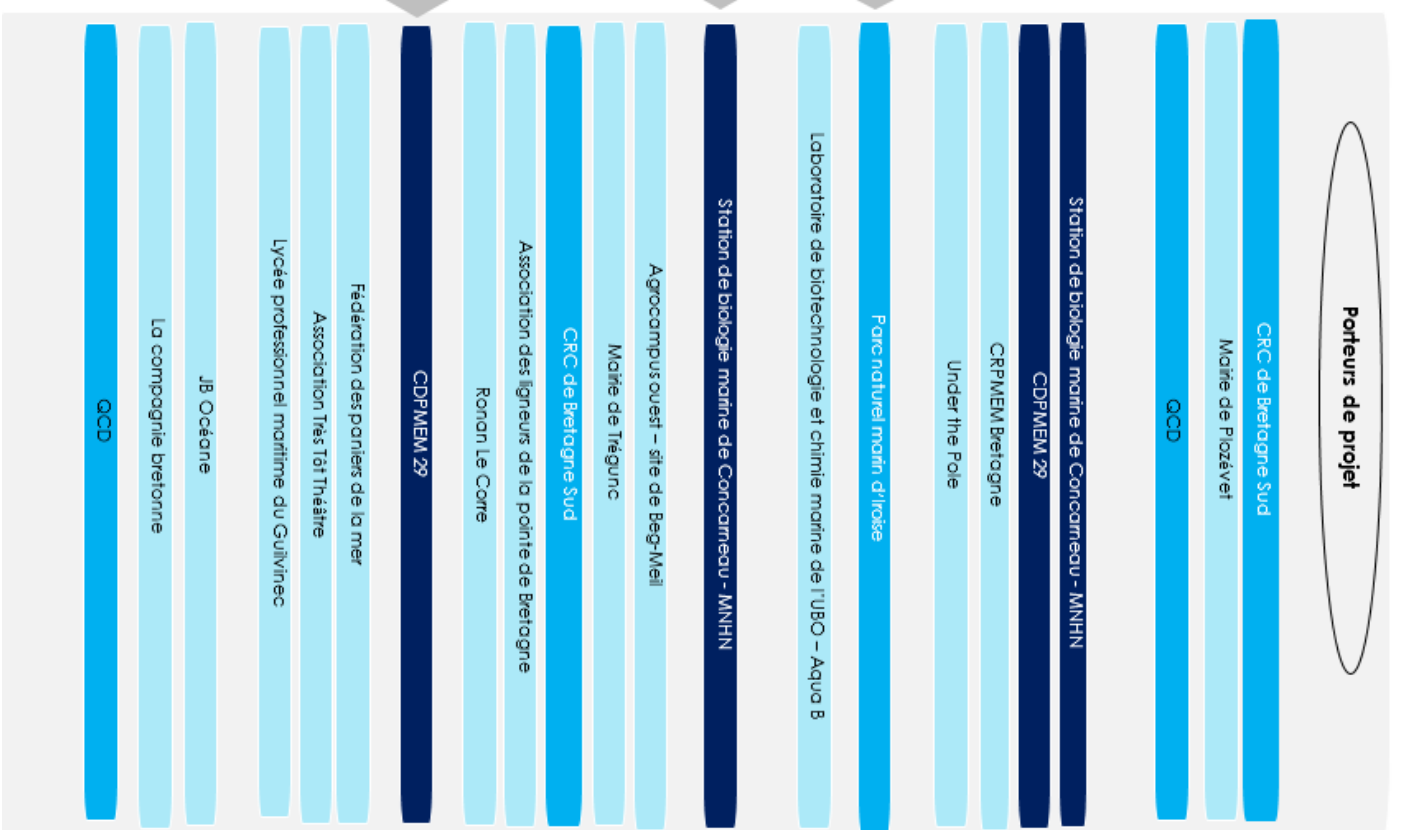 Porteurs de projet
CRC de Bretagne Sud
Mairie de Plozévet
QCD
Station de biologie marine de Concarneau - MNHN
CDPMEM 29
CRPMEM Bretagne
Under the Pole
Parc naturel marin d'Iroise
Laboratoire de biotechnologie et chimie marine de l'UBO – Aqua B
Station de biologie marine de Concarneau - MNHN
Agrocampus ouest – site de Beg-Meil
Mairie de Trégunc
CRC de Bretagne Sud
Association des ligneurs de la pointe de Bretagne
Ronan Le Corre
CDPMEM 29
Fédération des paniers de la mer
Association Très Tôt Théâtre
Lycée professionnel maritime du Guilvinec
JB Océane
La compagnie bretonne
QCD